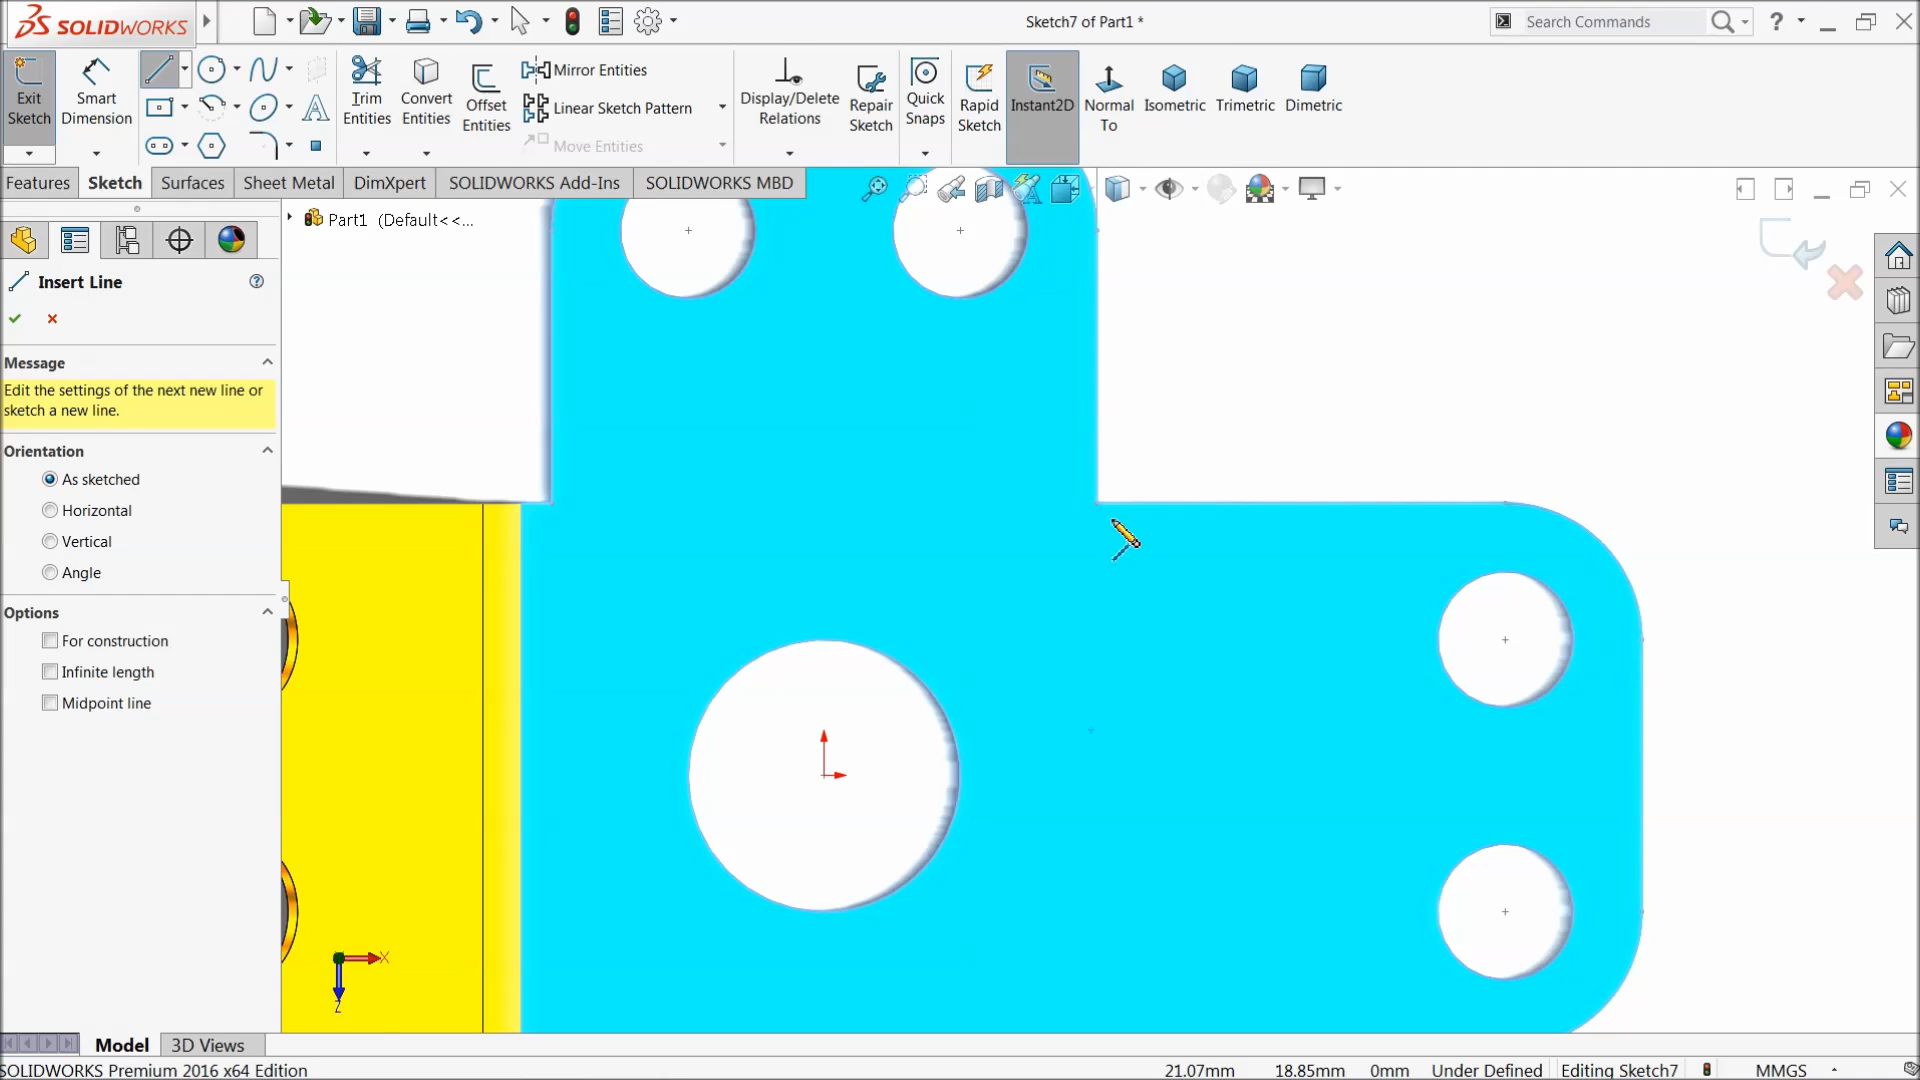 SOLIDWORKS
Sketch7 of Part1 *
Search Commands
?
Exit Sketch
Smart Dimension
Trim Entities
Convert Entities
Offset Entities
Mirror Entities
Linear Sketch Pattern
Move Entities
Display/Delete Relations
Repair Sketch
Quick Snaps
Rapid Sketch
Instant2D
Normal To
Isometric
Trimetric
Dimetric
Features
Sketch
Surfaces
Sheet Metal
DimXpert
SOLIDWORKS Add-Ins
SOLIDWORKS MBD
Part1 (Default<<...
Insert Line
Message
Edit the settings of the next new line or
sketch a new line.
Orientation
As sketched
Horizontal
Vertical
Angle
Options
For construction
Infinite length
Midpoint line
X
Z
Model
3D Views
SOLIDWORKS Premium 2016 x64 Edition
21.07mm
18.85mm
0mm
Under Defined
Editing Sketch7
MMGS